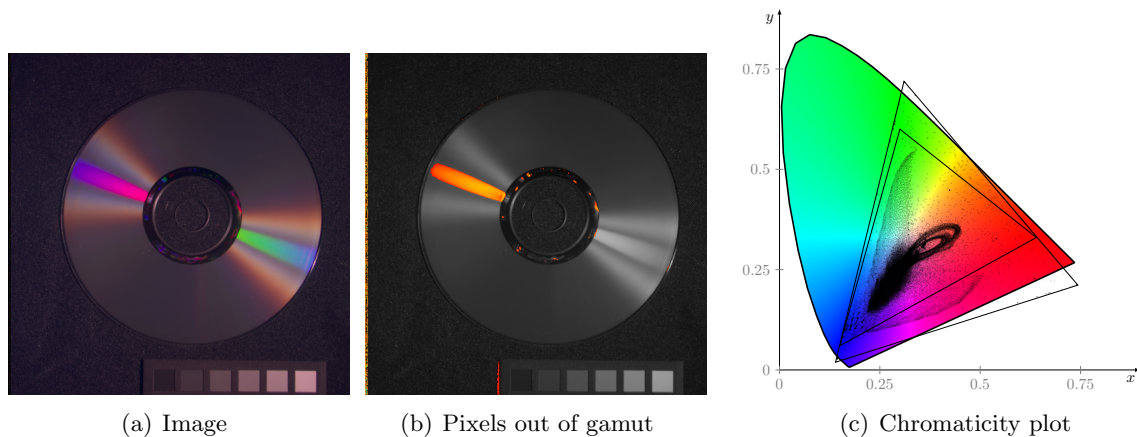 y
0.75
0.5
0.25
0
0 0.25 0.5 0.75 x
(a) Image (b) Pixels out of gamut (c) Chromaticity plot